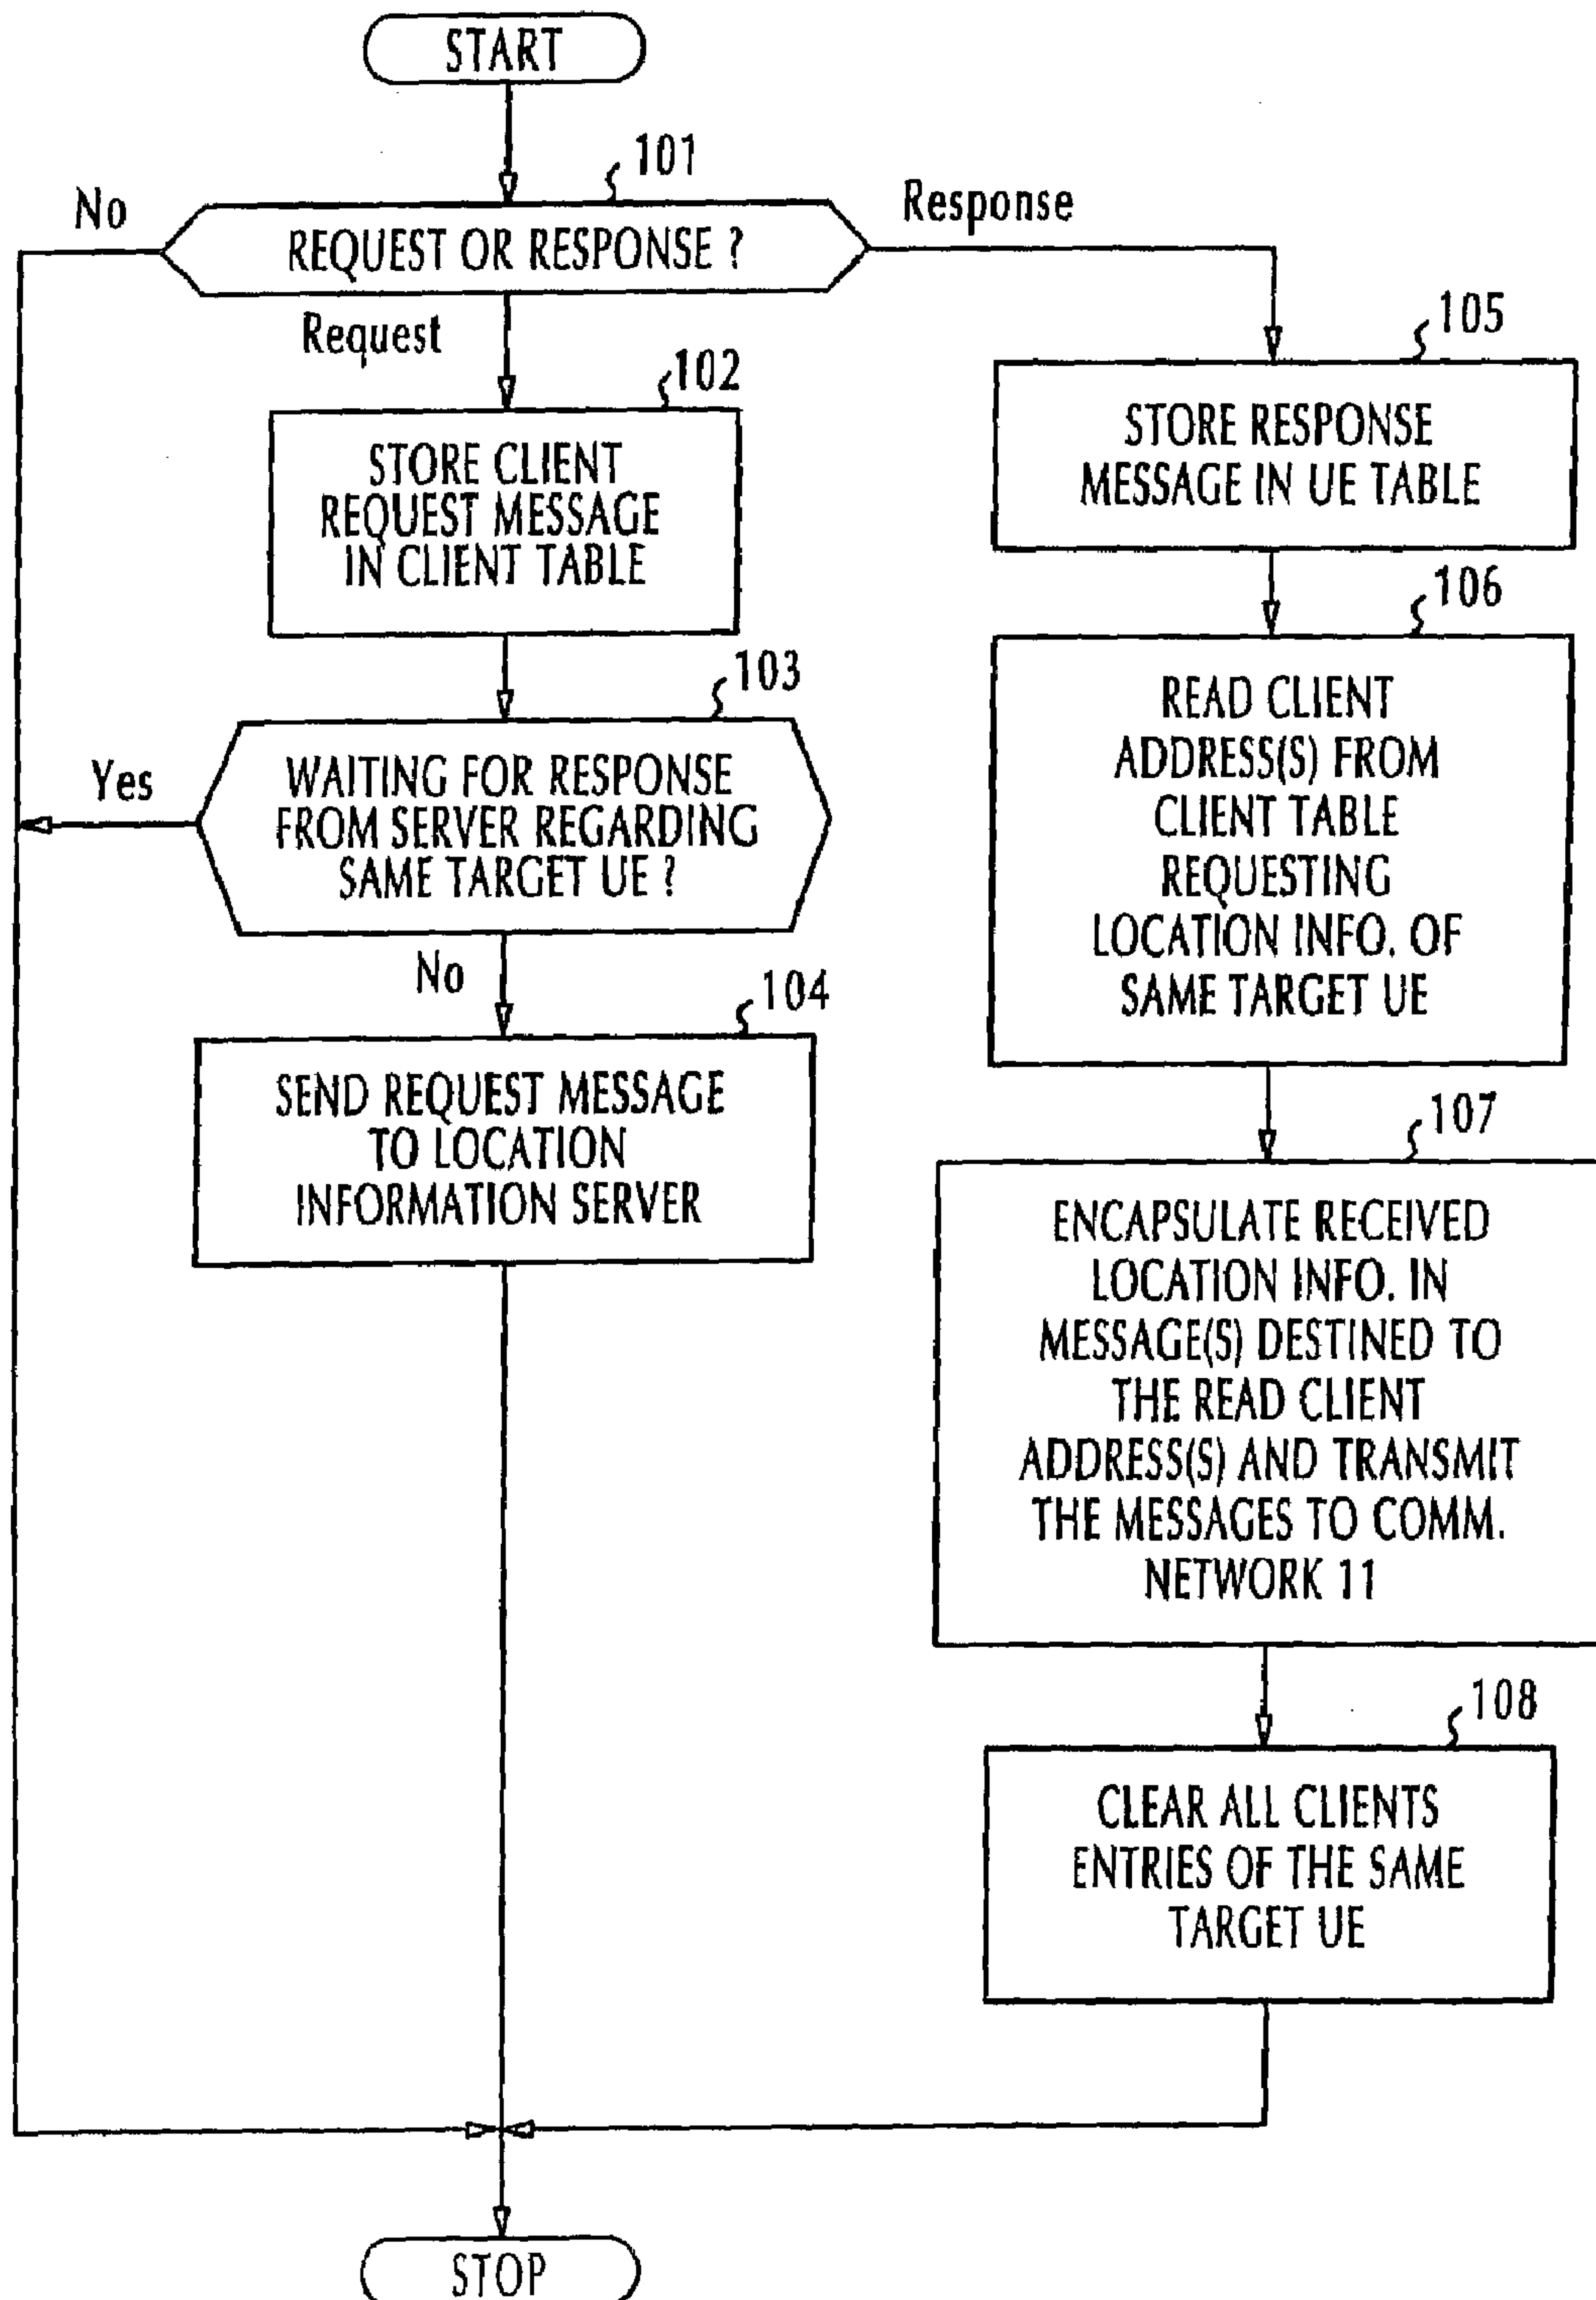 START
101
No
Response
REQUEST OR RESPONSE ?
Request
102
STORE CLIENT
REQUEST MESSAGE
IN CLIENT TABLE
103
Yes
WAITING FOR RESPONSE
FROM SERVER REGARDING
SAME TARGET UE ?
No
104
SEND REQUEST MESSAGE
TO LOCATION
INFORMATION SERVER
105
STORE RESPONSE
MESSAGE IN UE TABLE
106
READ CLIENT
ADDRESS(S) FROM
CLIENT TABLE
REQUESTING
LOCATION INFO. OF
SAME TARGET UE
107
ENCAPSULATE RECEIVED
LOCATION INFO. IN
MESSAGE(S) DESTINED TO
THE READ CLIENT
ADDRESS(S) AND TRANSMIT
THE MESSAGES TO COMM.
NETWORK 11
108
CLEAR ALL CLIENTS
ENTRIES OF THE SAME
TARGET UE
STOP